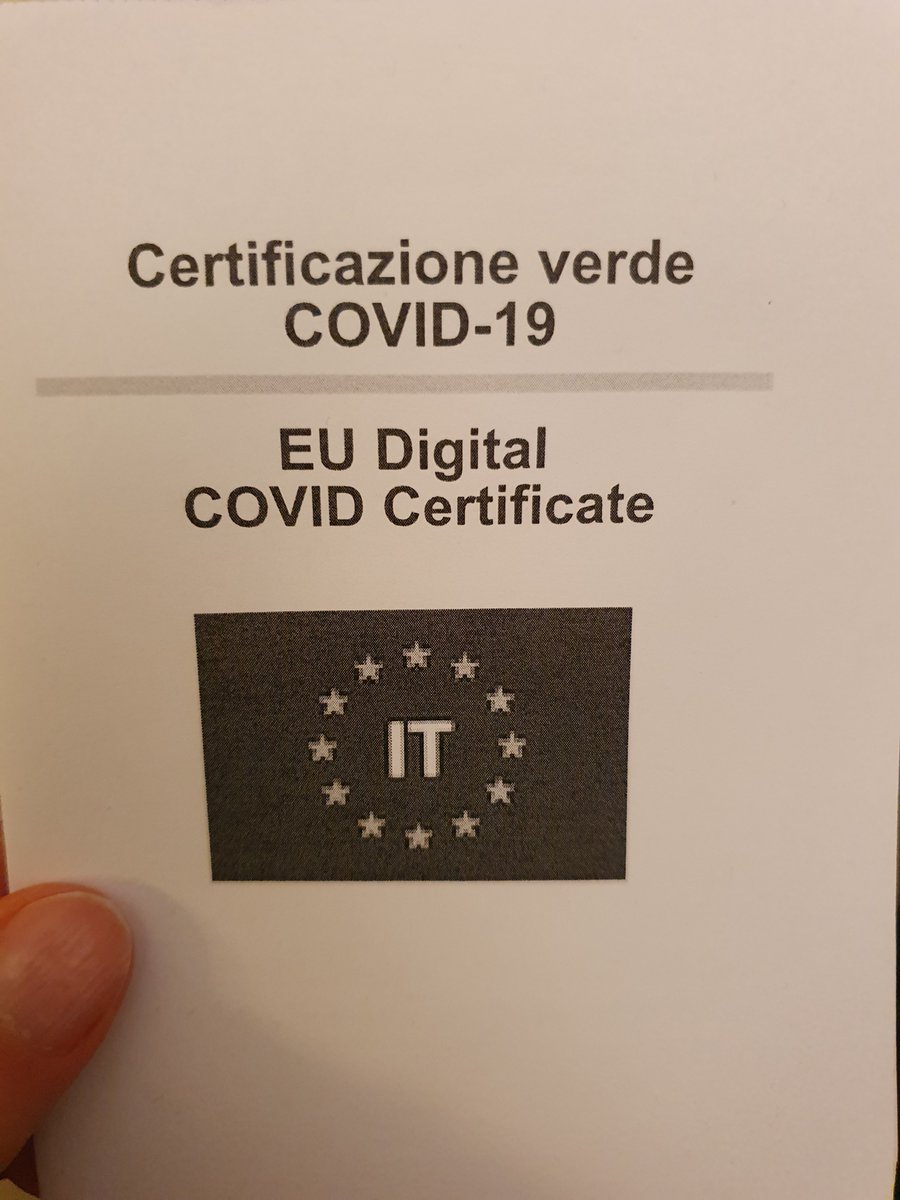 Certificazione verde
COVID-19
EU Digital
COVID Certificate
IT